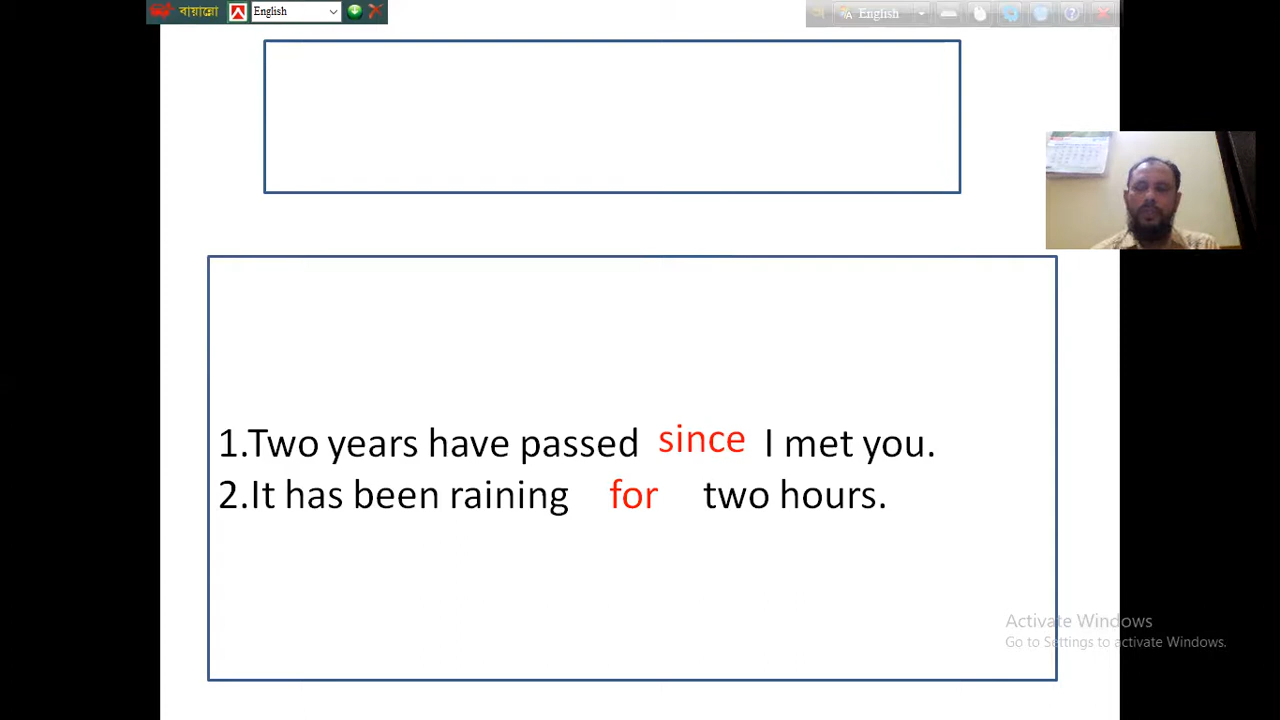 বায়ান্নো
English
English
1.Two years have passed since I met you.
2.It has been raining for two hours.
Activate Windows
Go to Settings to activate Windows.